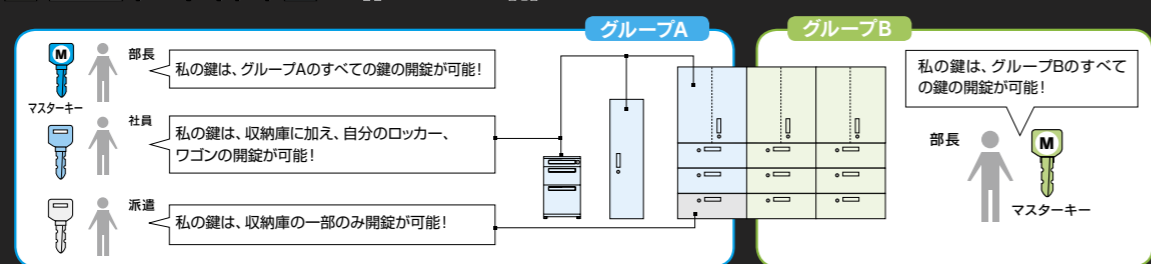 グループA
グループB
M
マスターキー
部長
私の鍵は、グループAのすべての鍵の開錠が可能!
社員
私の鍵は、収納庫に加え、自分のロッカー、
ワゴンの開錠が可能!
派遣
私の鍵は、収納庫の一部のみ開錠が可能!
私の鍵は、グループBのすべて
の鍵の開錠が可能!
部長
M
マスターキー